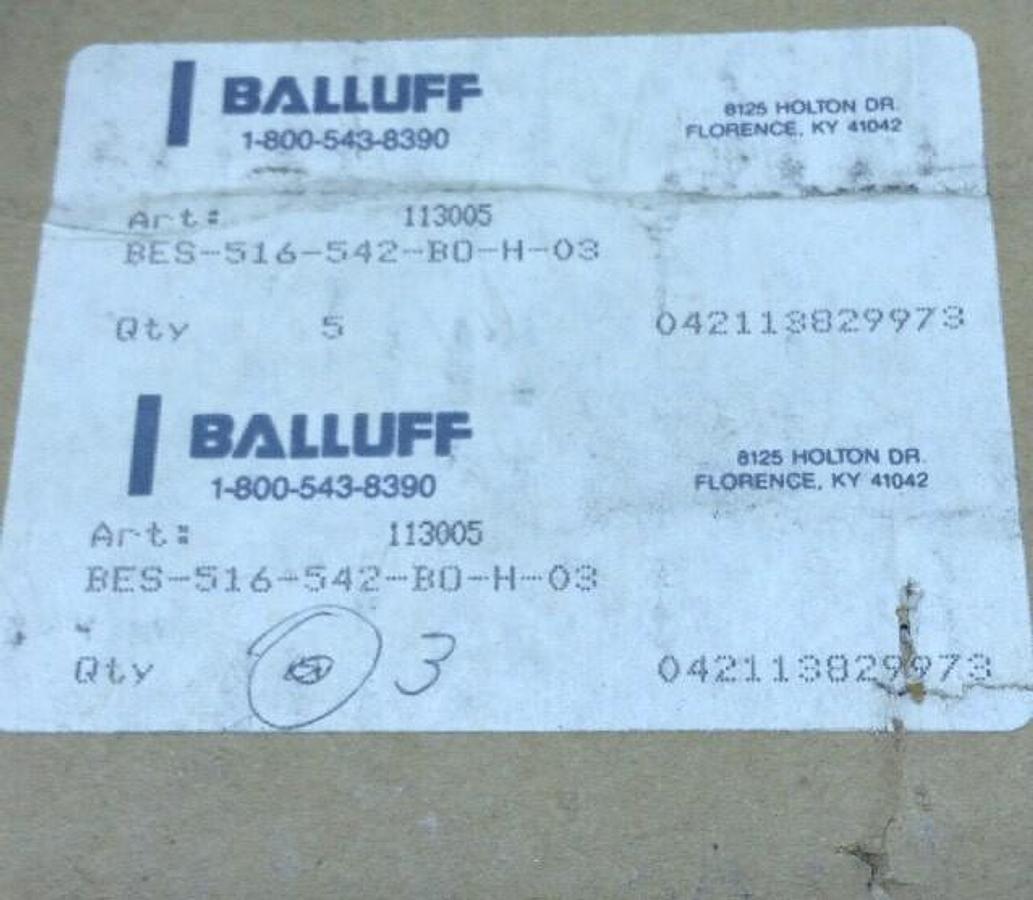 BALLUFF
1-800-543-8390
8125 HOLTON DR.
FLORENCE, KY 41042
Art: 113005
BES-516-542-BO-H-03
Qty 5 042113829973
BALLUFF
1-800-543-8390
8125 HOLTON DR.
FLORENCE, KY 41042
Art: 113005
BES-516-542-BO-H-03
Qty 5 3 042113829973